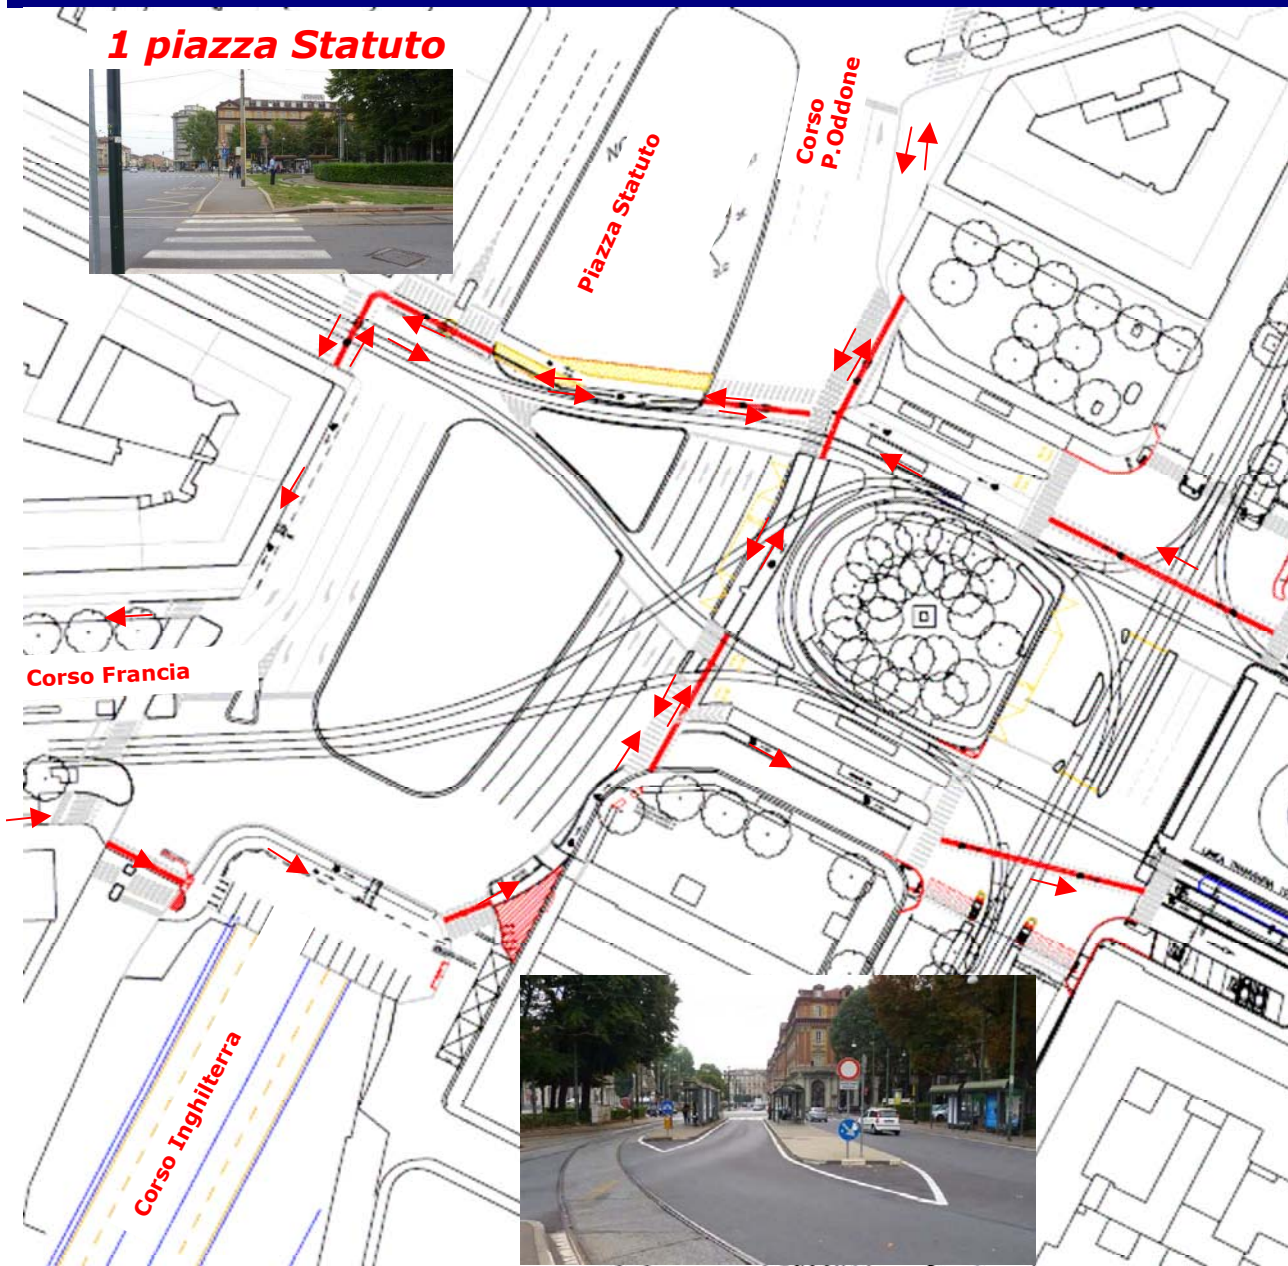 1 piazza Statuto
Corso
P.Oddone
Piazza Statuto
Corso Francia
Corso Inghilterra